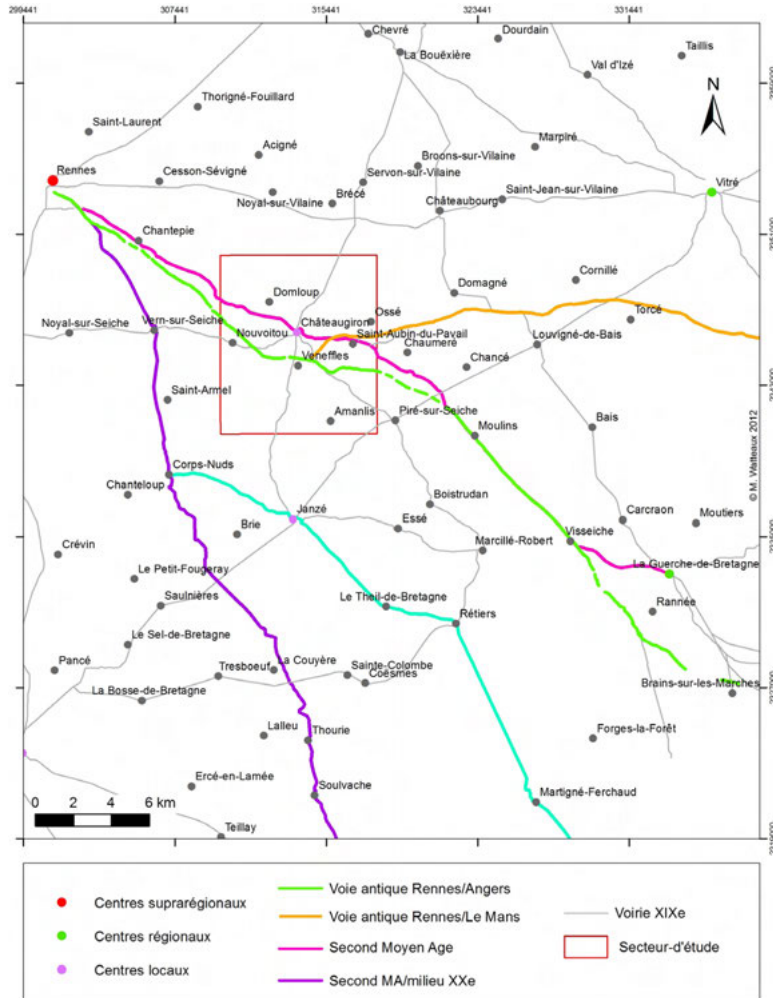 299441 307441 315441 323441 331441
Chevré
Dourdain
La Bouëxière
Taillis
Val d'Izé
Thorigné-Fouillard
N
Saint-Laurent
Marpiré
Acigné
Broons-sur-Vilaine
Rennes
Cesson-Sévigné
Servon-sur-Vilaine
Vitré
Noyal-sur-Vilaine
Brécé
Saint-Jean-sur-Vilaine
Châteaubourg
Chantepie
2351000
Cornillé
Domloup
Domagné
Ossé
Torcé
Noyal-sur-Seiche
Vern-sur-Seiche
Châteaugiron
Nouvoitou
Saint-Aubin-du-Pavail
Louvigné-de-Bais
Chaumeré
Veneffles
Chancé
2343000
Saint-Armel
Amanlis
Piré-sur-Seiche
Moulins
Bais
© M. Watteaux 2012
Corps-Nuds
Chanteloup
Boistrudan
Janzé
Carcraon
Moutiers
Brie
Essé
Visseiche
Crévin
Marcillé-Robert
La Guerche-de-Bretagne
Le Petit-Fougeray
Saulnières
Le Theil-de-Bretagne
Rétiers
Rannée
Le Sel-de-Bretagne
Pancé
Tresboeuf
La Couyère
Sainte-Colombe
Coësmes
La Bosse-de-Bretagne
Brains-sur-les-Marches
Lalleu
Thourie
Forges-la-Forêt
Ercé-en-Lamée
Soulvache
Martigné-Ferchaud
0 2 4 6 km
Teillay
Centres suprarégionaux
Centres régionaux
Centres locaux
Voie antique Rennes/Angers
Voie antique Rennes/Le Mans
Second Moyen Age
Second MA/milieu XXe
Voirie XIXe
Secteur-d'étude